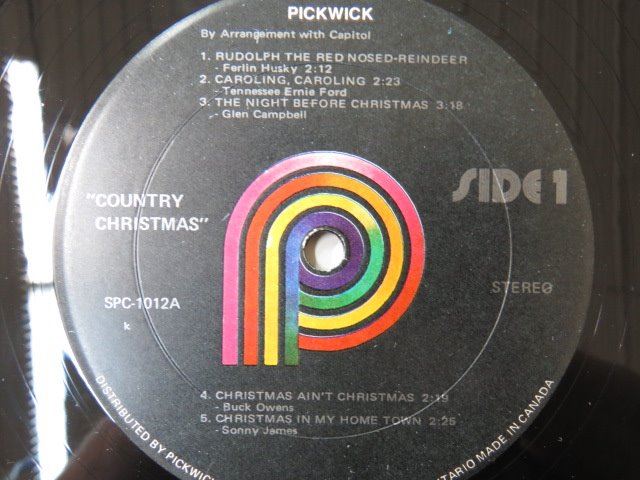 PICKWICK
By Arrangement with Capitol
1. RUDOLPH THE RED NOSED-REINDEER
- Ferlin Husky 2:12
2. CAROLING, CAROLING 2:23
- Tennessee Ernie Ford
3. THE NIGHT BEFORE CHRISTMAS 3:18
- Glen Campbell
SIDE 1
"COUNTRY
CHRISTMAS"
STEREO
SPC-1012A
k
4. CHRISTMAS AIN'T CHRISTMAS 2:19
- Buck Owens
5. CHRISTMAS IN MY HOME TOWN 2:25
- Sonny James
DISTRIBUTED BY PICKWICK
MADE IN CANADA